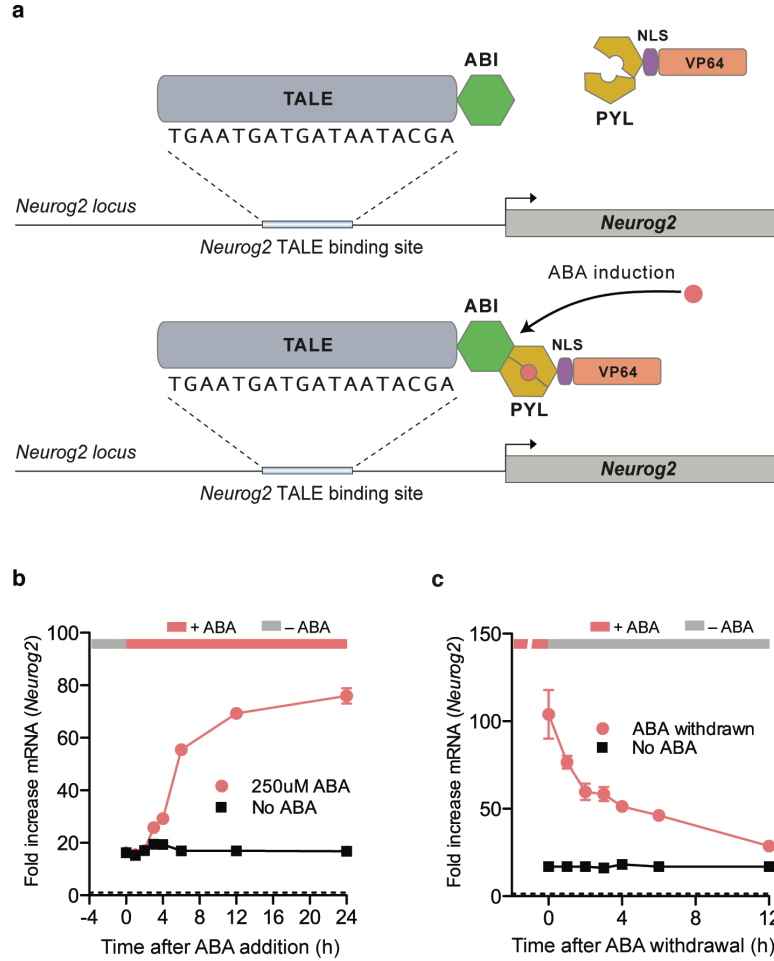 a
NLS
ABI
VP64
TALE
PYL
TGAATGATGATAATACGA
Neurog2 locus
Neurog2
Neurog2 TALE binding site
ABA induction
ABI
NLS
TALE
VP64
TGAATGATGATAATACGA
PYL
Neurog2 locus
Neurog2
Neurog2 TALE binding site
b
+ ABA – ABA
100
80
60
40
20
0
Fold increase mRNA (Neurog2)
250uM ABA
No ABA
-4 0 4 8 12 16 20 24
Time after ABA addition (h)
c
+ ABA – ABA
150
100
50
0
Fold increase mRNA (Neurog2)
ABA withdrawn
No ABA
0 4 8 12
Time after ABA withdrawal (h)